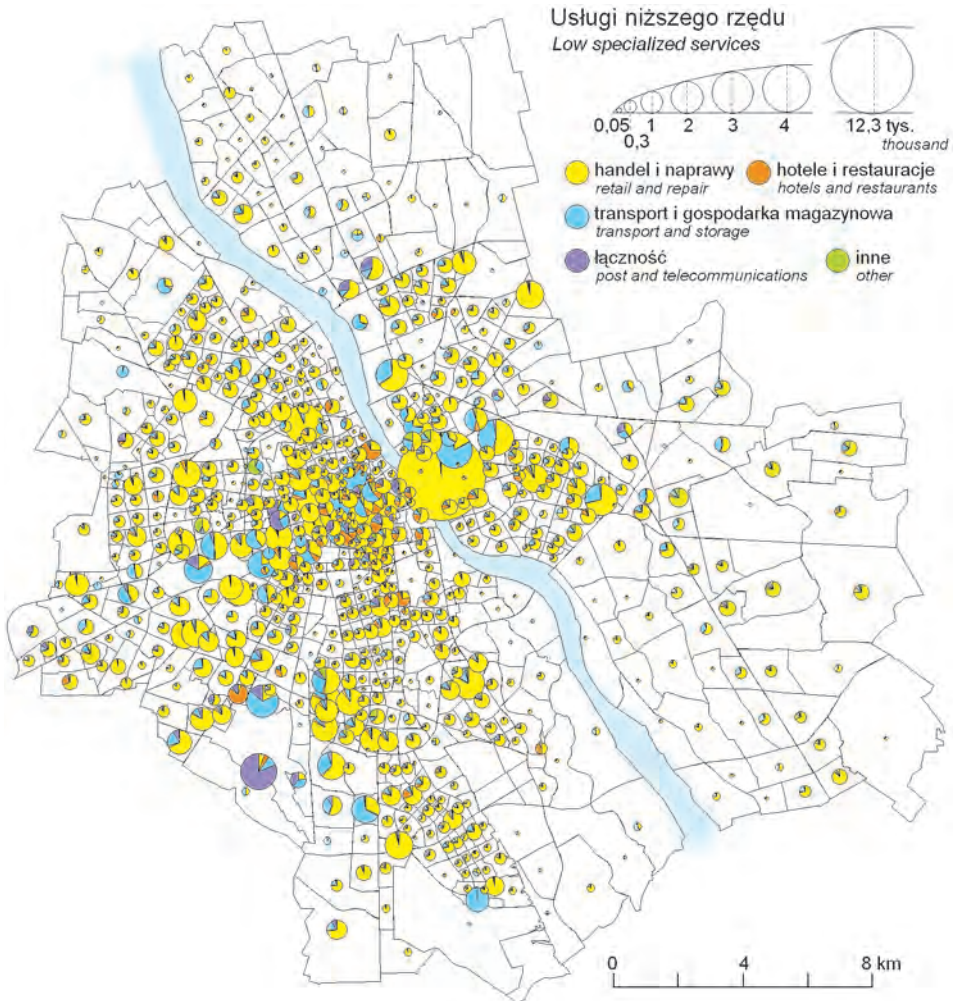 Usługi niższego rzędu
Low specialized services
0,05 1 2 3 4 12,3 tys.
0,3 thousand
handel i naprawy hotele i restauracje
retail and repair hotels and restaurants
transport i gospodarka magazynowa
transport and storage
łączność inne
post and telecommunications other
0 4 8 km